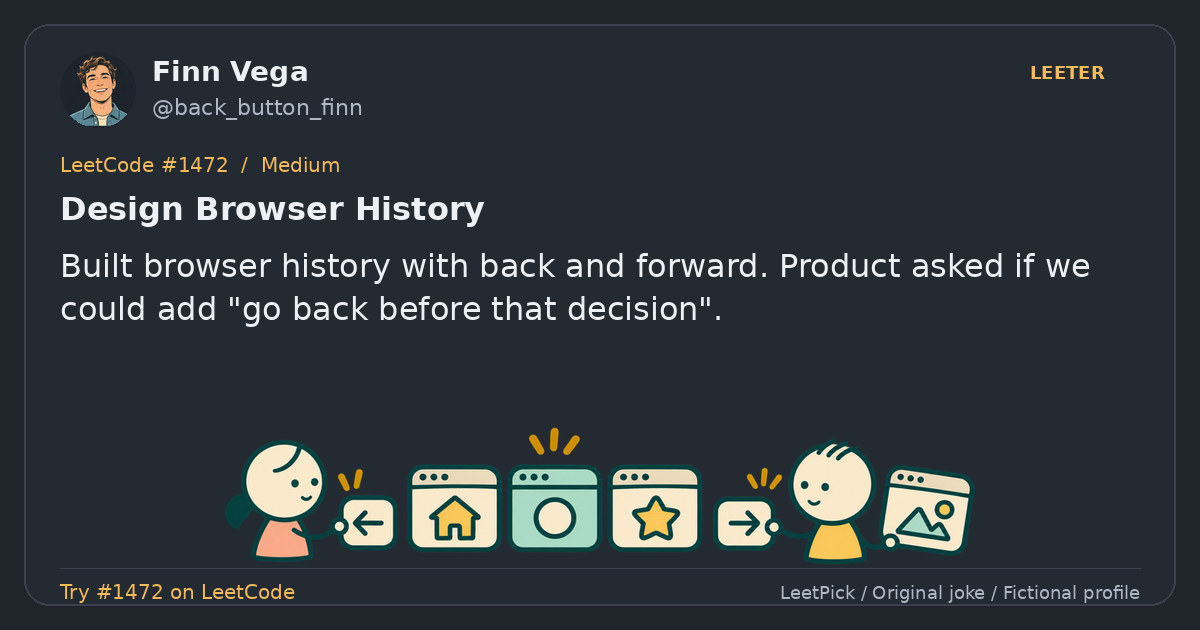 Finn Vega
@back_button_finn
LEETER
LeetCode #1472 / Medium
Design Browser History
Built browser history with back and forward. Product asked if we
could add "go back before that decision".
Try #1472 on LeetCode
LeetPick / Original joke / Fictional profile